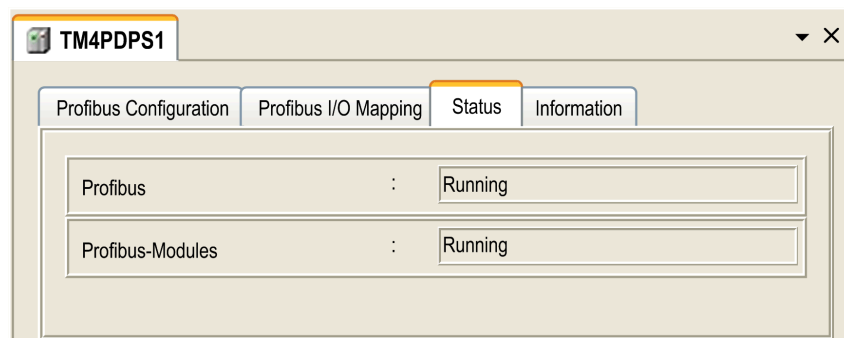 TM4PDPS1
Profibus Configuration Profibus I/O Mapping Status Information
Profibus : Running
Profibus-Modules : Running